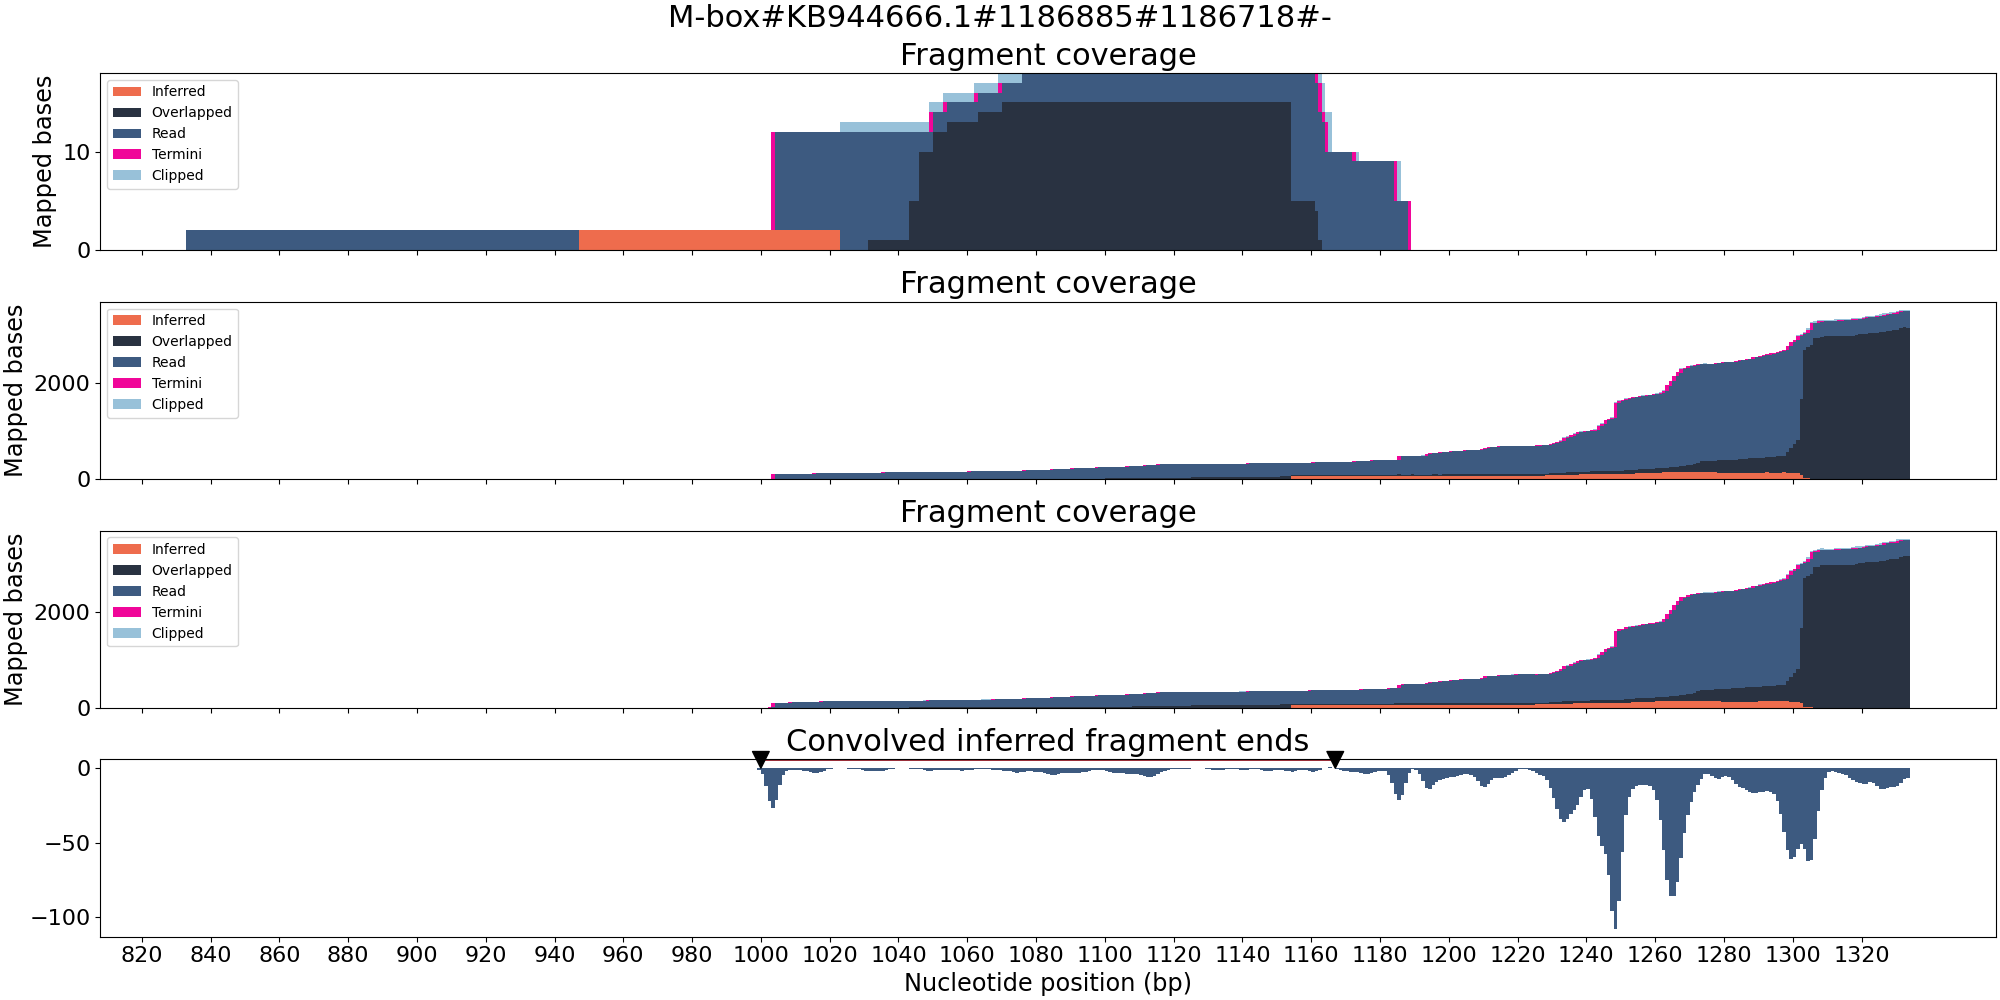 M-box#KB944666.1#1186885#1186718#-
Fragment coverage
Mapped bases
10
0
Inferred
Overlapped
Read
Termini
Clipped
Fragment coverage
Mapped bases
2000
0
Inferred
Overlapped
Read
Termini
Clipped
Fragment coverage
Mapped bases
2000
0
Inferred
Overlapped
Read
Termini
Clipped
Convolved inferred fragment ends
0
−50
−100
820 840 860 880 900 920 940 960 980 1000 1020 1040 1060 1080 1100 1120 1140 1160 1180 1200 1220 1240 1260 1280 1300 1320
Nucleotide position (bp)